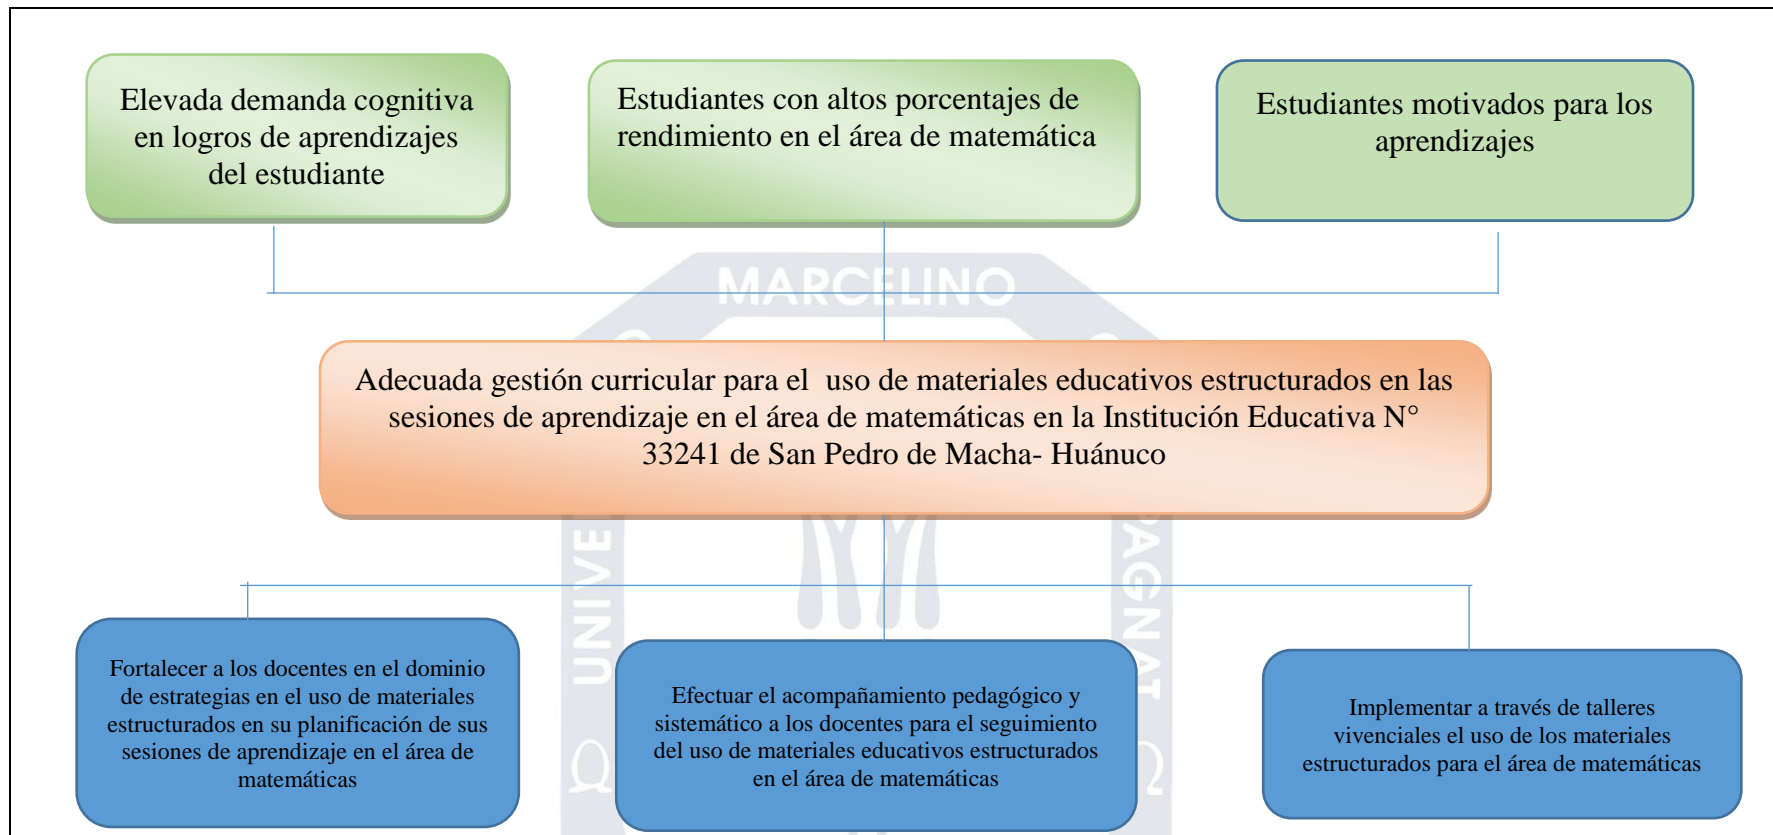 Elevada demanda cognitiva
en logros de aprendizajes
del estudiante
Estudiantes con altos porcentajes de
rendimiento en el área de matemática
Estudiantes motivados para los
aprendizajes
MARCELINO
Adecuada gestión curricular para el uso de materiales educativos estructurados en las
sesiones de aprendizaje en el área de matemáticas en la Institución Educativa N°
33241 de San Pedro de Macha- Huánuco
UNIVE
PAGNAT
Fortalecer a los docentes en el dominio
de estrategias en el uso de materiales
estructurados en su planificación de sus
sesiones de aprendizaje en el área de
matemáticas
Efectuar el acompañamiento pedagógico y
sistemático a los docentes para el seguimiento
del uso de materiales educativos estructurados
en el área de matemáticas
Implementar a través de talleres
vivenciales el uso de los materiales
estructurados para el área de matemáticas
Ω
Ω